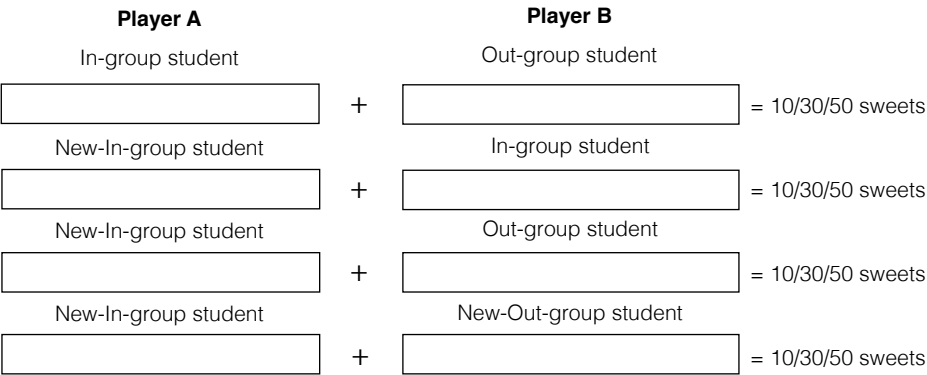 Player A Player B
In-group student Out-group student
+ = 10/30/50 sweets
New-In-group student In-group student
+ = 10/30/50 sweets
New-In-group student Out-group student
+ = 10/30/50 sweets
New-In-group student New-Out-group student
+ = 10/30/50 sweets